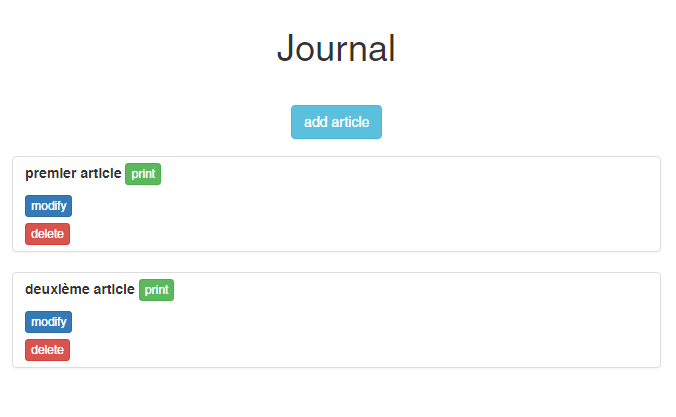 Journal
add article
premier article print
modify
delete
deuxième article print
modify
delete